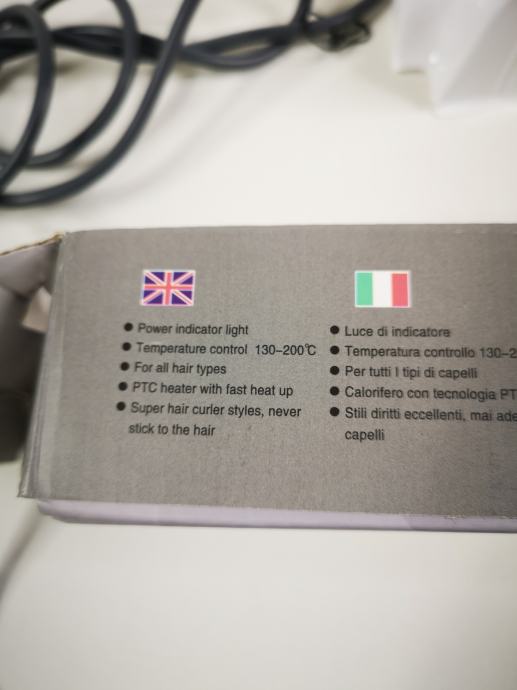 ● Power indicator light
● Temperature control 130–200℃
● For all hair types
● PTC heater with fast heat up
● Super hair curler styles, never
stick to the hair
● Luce di indicatore
● Temperatura controllo 130–2
● Per tutti I tipi di capelli
● Calorifero con tecnologia PT
● Stili diritti eccellenti, mai ade
capelli